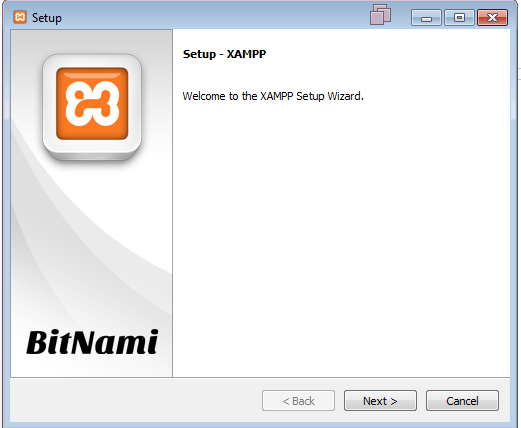 Setup
Setup - XAMPP
Welcome to the XAMPP Setup Wizard.
BitNami
< Back
Next >
Cancel